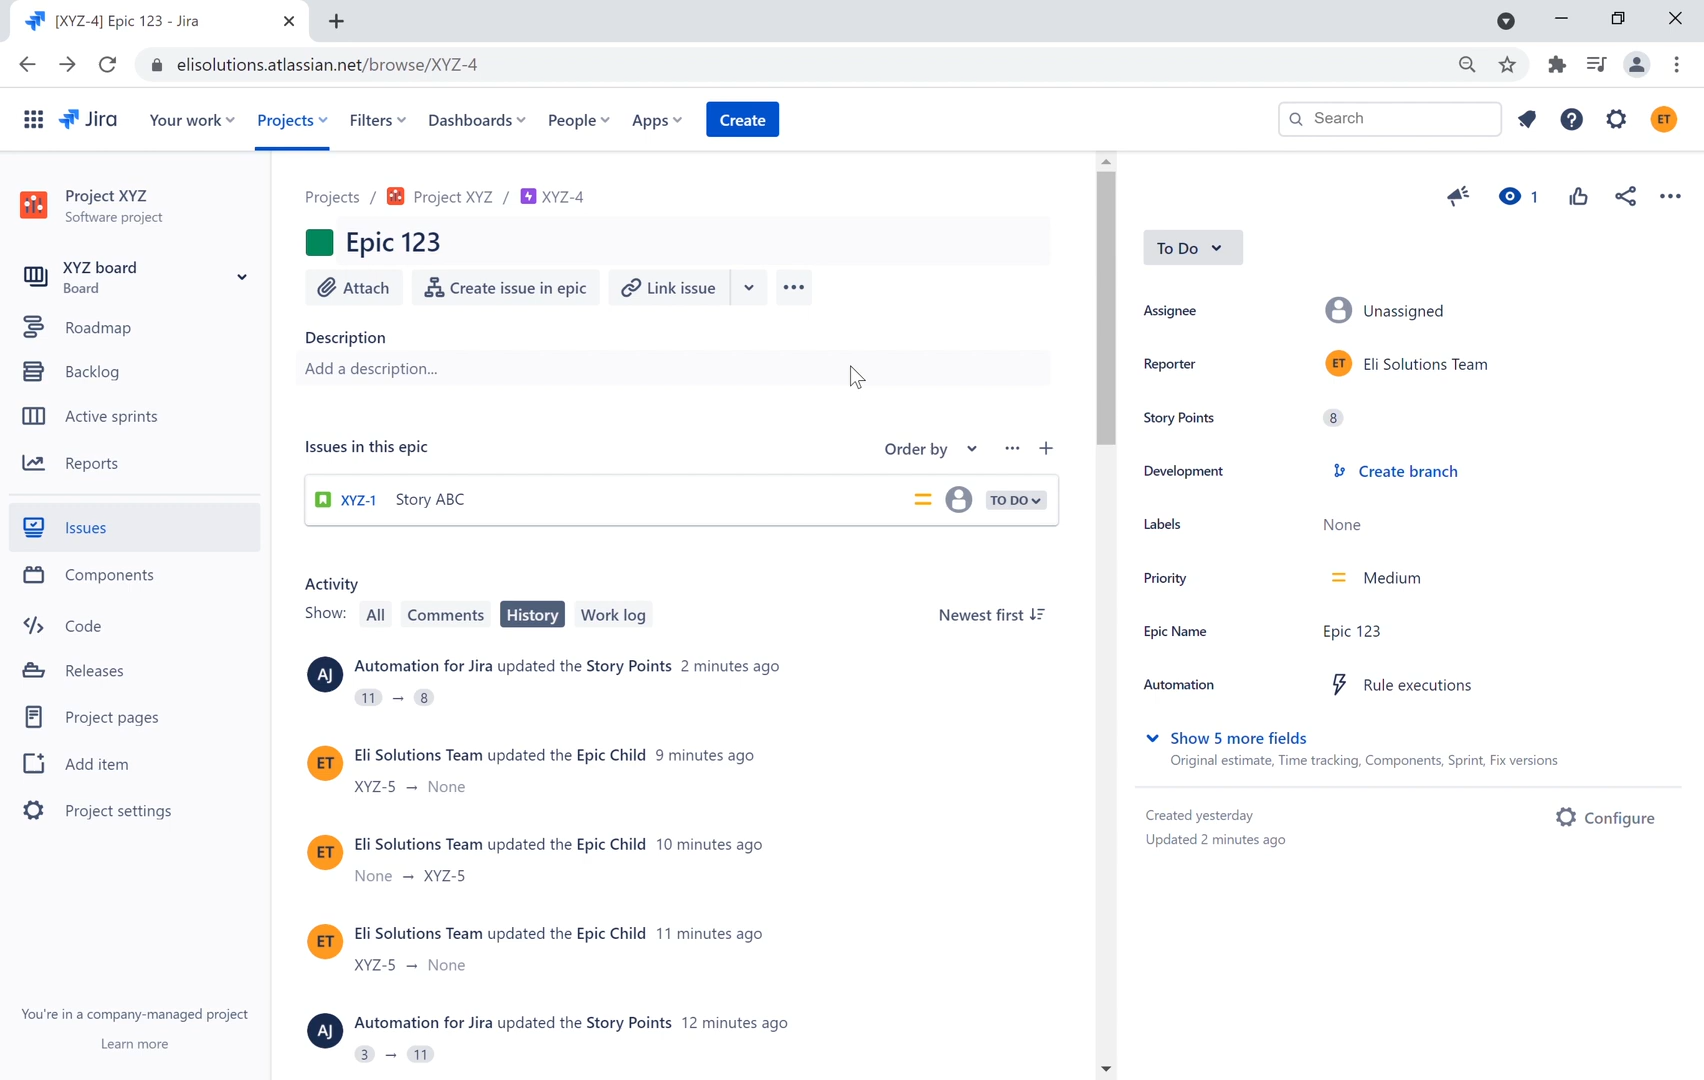 [XYZ-4] Epic 123 - Jira
elisolutions.atlassian.net/browse/XYZ-4
Jira
Your work
Projects
Filters
Dashboards
People
Apps
Create
Search
ET
Project XYZ
Software project
XYZ board
Board
Roadmap
Backlog
Active sprints
Reports
Issues
Components
Code
Releases
Project pages
Add item
Project settings
You're in a company-managed project
Learn more
Projects / Project XYZ / XYZ-4
Epic 123
Attach
Create issue in epic
Link issue
Description
Add a description...
Issues in this epic
Order by
XYZ-1 Story ABC
TO DO
Activity
Show: All Comments History Work log
Newest first
AJ
Automation for Jira updated the Story Points 2 minutes ago
11 → 8
ET
Eli Solutions Team updated the Epic Child 9 minutes ago
XYZ-5 → None
ET
Eli Solutions Team updated the Epic Child 10 minutes ago
None → XYZ-5
ET
Eli Solutions Team updated the Epic Child 11 minutes ago
XYZ-5 → None
AJ
Automation for Jira updated the Story Points 12 minutes ago
3 → 11
1
To Do
Assignee
Unassigned
Reporter
ET Eli Solutions Team
Story Points
8
Development
Create branch
Labels
None
Priority
Medium
Epic Name
Epic 123
Automation
Rule executions
Show 5 more fields
Original estimate, Time tracking, Components, Sprint, Fix versions
Created yesterday
Updated 2 minutes ago
Configure